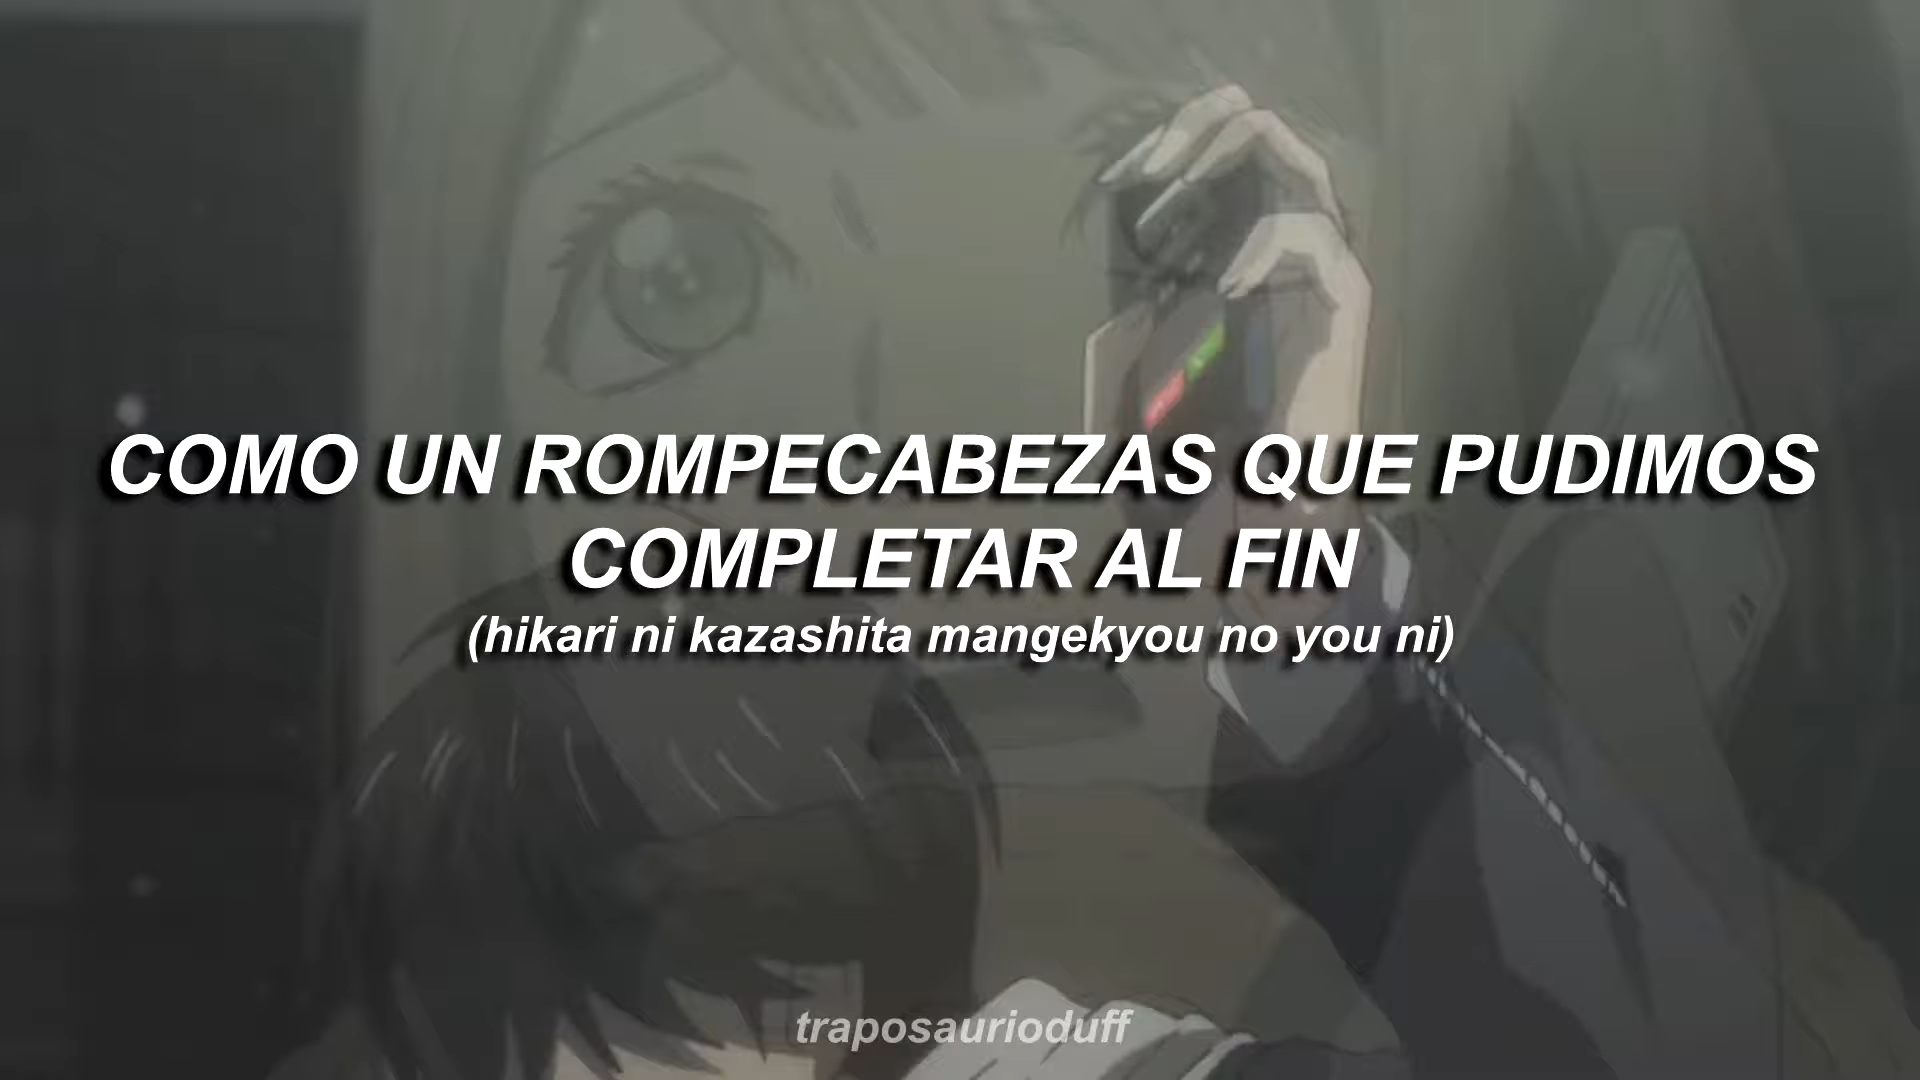 COMO UN ROMPECABEZAS QUE PUDIMOS
COMPLETAR AL FIN
(hikari ni kazashita mangekyou no you ni)
traposaurioduff